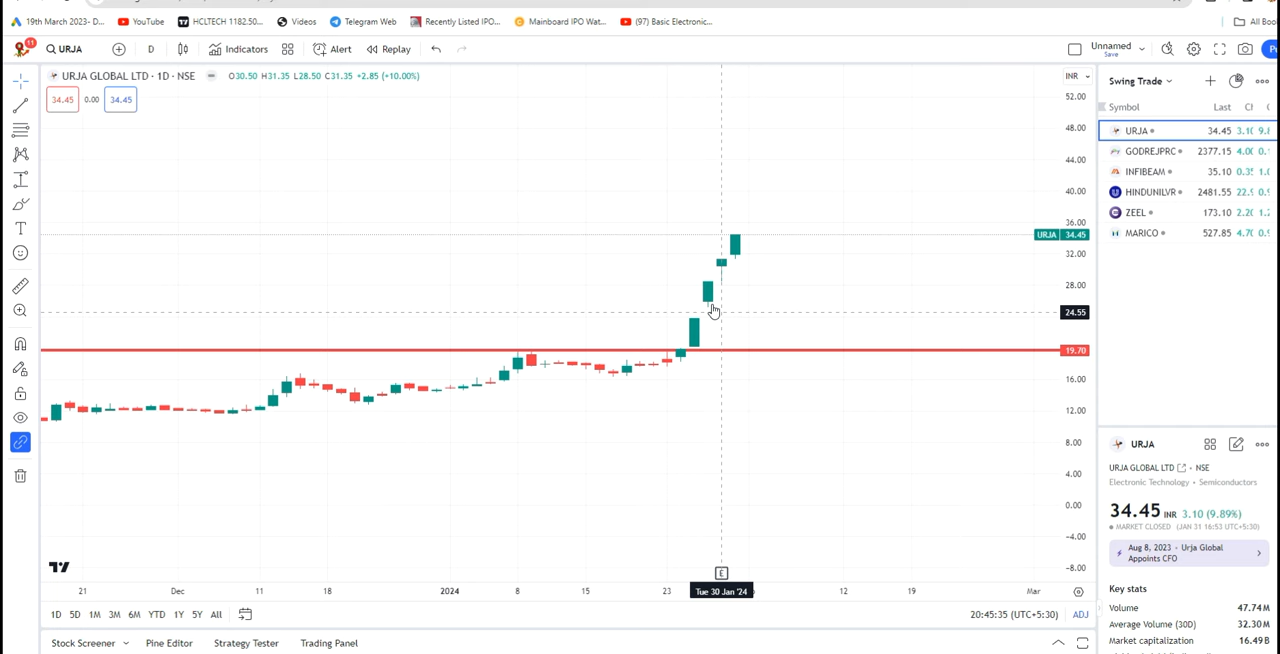 19th March 2023- D...
YouTube
HCLTECH 1182.50...
Videos
Telegram Web
Recently Listed IPO...
Mainboard IPO Wat...
(97) Basic Electronic...
All Boo
11
URJA
D
Indicators
Alert
Replay
Unnamed
Save
URJA GLOBAL LTD · 1D · NSE
O30.50 H31.35 L28.50 C31.35 +2.85 (+10.00%)
34.45 0.00 34.45
INR
52.00
48.00
44.00
40.00
36.00
URJA 34.45
32.00
28.00
24.55
19.70
16.00
12.00
8.00
4.00
0.00
−4.00
−8.00
E
21 Dec 11 18 2024 8 15 23 Tue 30 Jan '24 12 19 Mar
1D 5D 1M 3M 6M YTD 1Y 5Y All
20:45:35 (UTC+5:30) ADJ
Stock Screener
Pine Editor
Strategy Tester
Trading Panel
Swing Trade
Symbol Last
URJA 34.45 3.10
GODREJPRC 2377.15 4.00
INFIBEAM 35.10 0.35
HINDUNILVR 2481.55 22.9
ZEEL 173.10 2.20
MARICO 527.85 4.70
URJA
URJA GLOBAL LTD · NSE
Electronic Technology • Semiconductors
34.45 INR 3.10 (9.89%)
MARKET CLOSED (JAN 31 16:53 UTC+5:30)
Aug 8, 2023 - Urja Global
Appoints CFO
Key stats
Volume 47.74M
Average Volume (30D) 32.30M
Market capitalization 16.49B